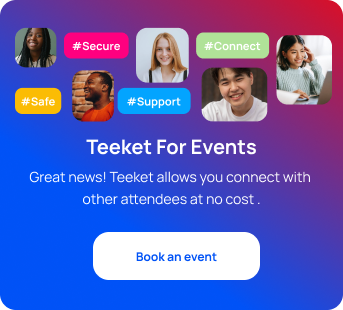 #Secure
#Connect
#Safe
#Support
Teeket For Events
Great news! Teeket allows you connect with
other attendees at no cost .
Book an event